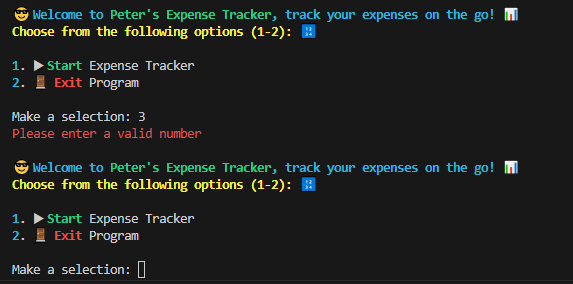 😎 Welcome to Peter's Expense Tracker, track your expenses on the go! 📊
Choose from the following options (1-2): 🔢
1. ▶ Start Expense Tracker
2. 🚪 Exit Program
Make a selection: 3
Please enter a valid number
😎 Welcome to Peter's Expense Tracker, track your expenses on the go! 📊
Choose from the following options (1-2): 🔢
1. ▶ Start Expense Tracker
2. 🚪 Exit Program
Make a selection: